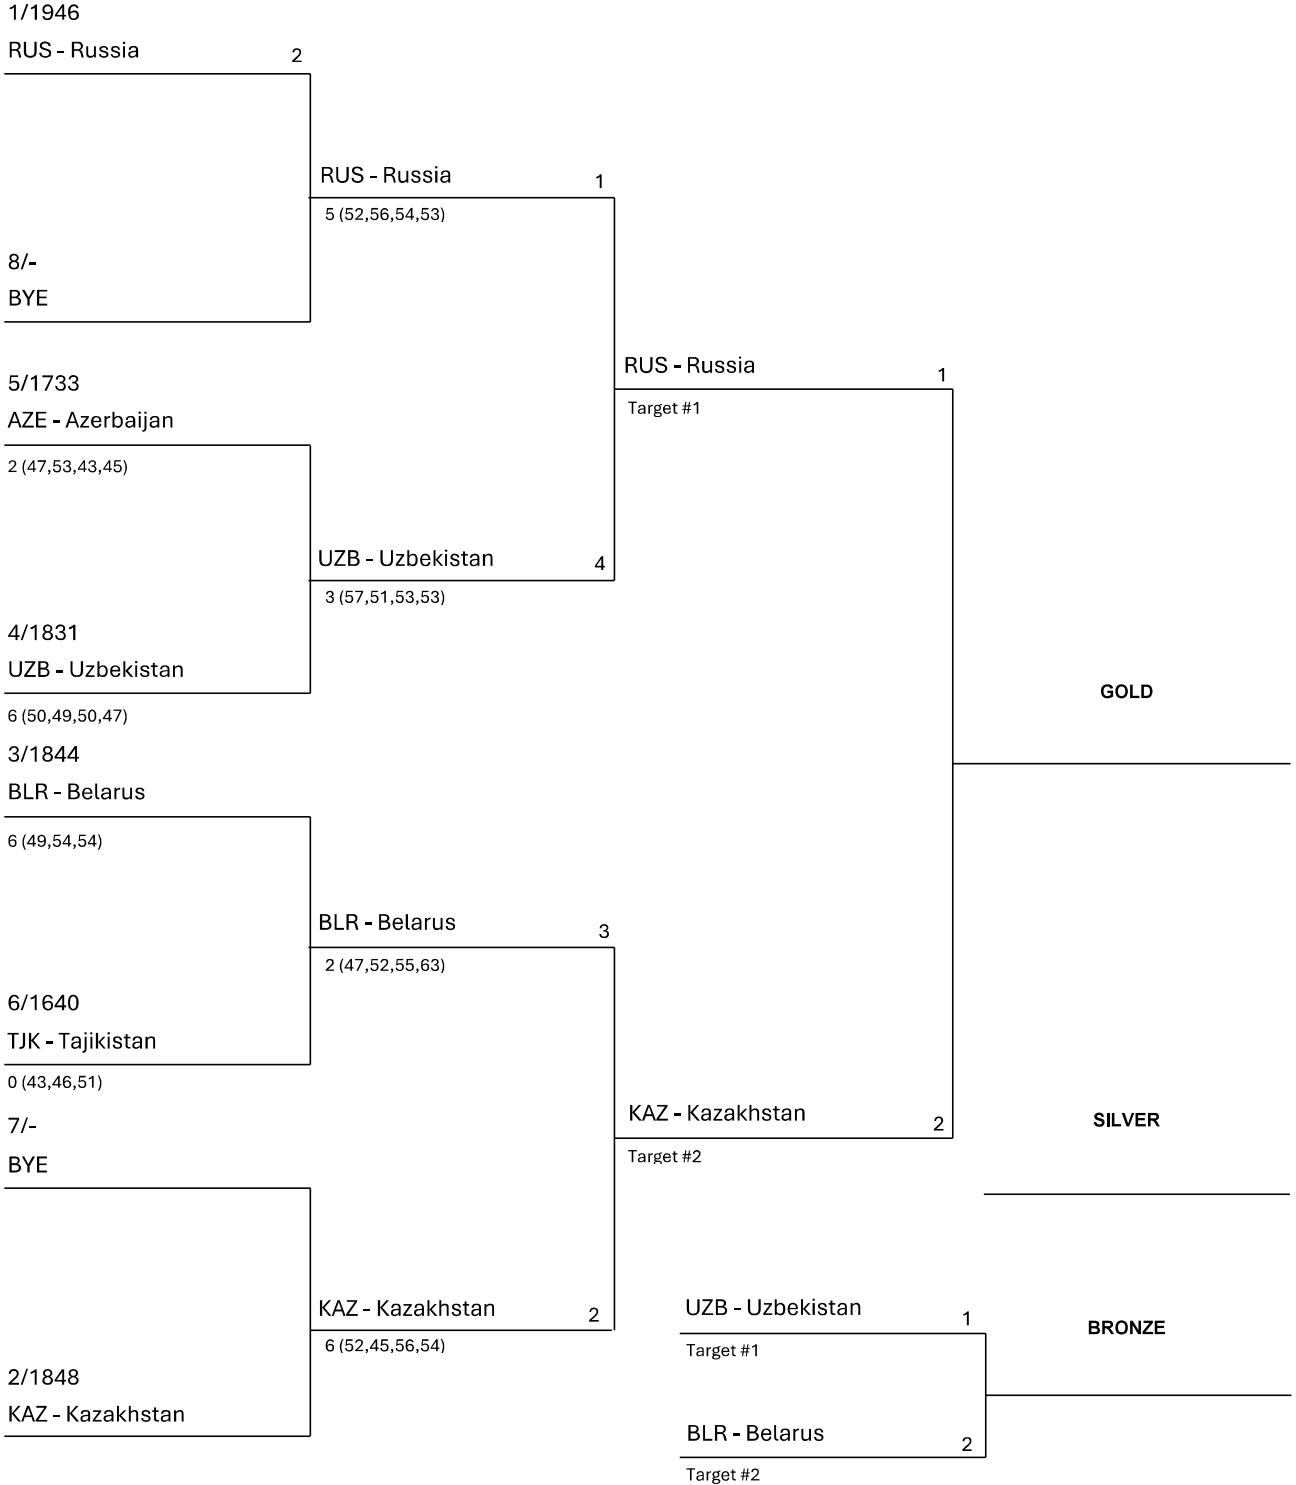 1/1946
RUS - Russia 2
RUS - Russia 1
5 (52,56,54,53)
8/-
BYE
RUS - Russia 1
Target #1
5/1733
AZE - Azerbaijan
2 (47,53,43,45)
UZB - Uzbekistan 4
3 (57,51,53,53)
4/1831
UZB - Uzbekistan
6 (50,49,50,47)
GOLD
3/1844
BLR - Belarus
6 (49,54,54)
BLR - Belarus 3
2 (47,52,55,63)
6/1640
TJK - Tajikistan
0 (43,46,51)
7/-
BYE
KAZ - Kazakhstan 2
Target #2
SILVER
KAZ - Kazakhstan 2
6 (52,45,56,54)
2/1848
KAZ - Kazakhstan
UZB - Uzbekistan 1
Target #1
BRONZE
BLR - Belarus 2
Target #2